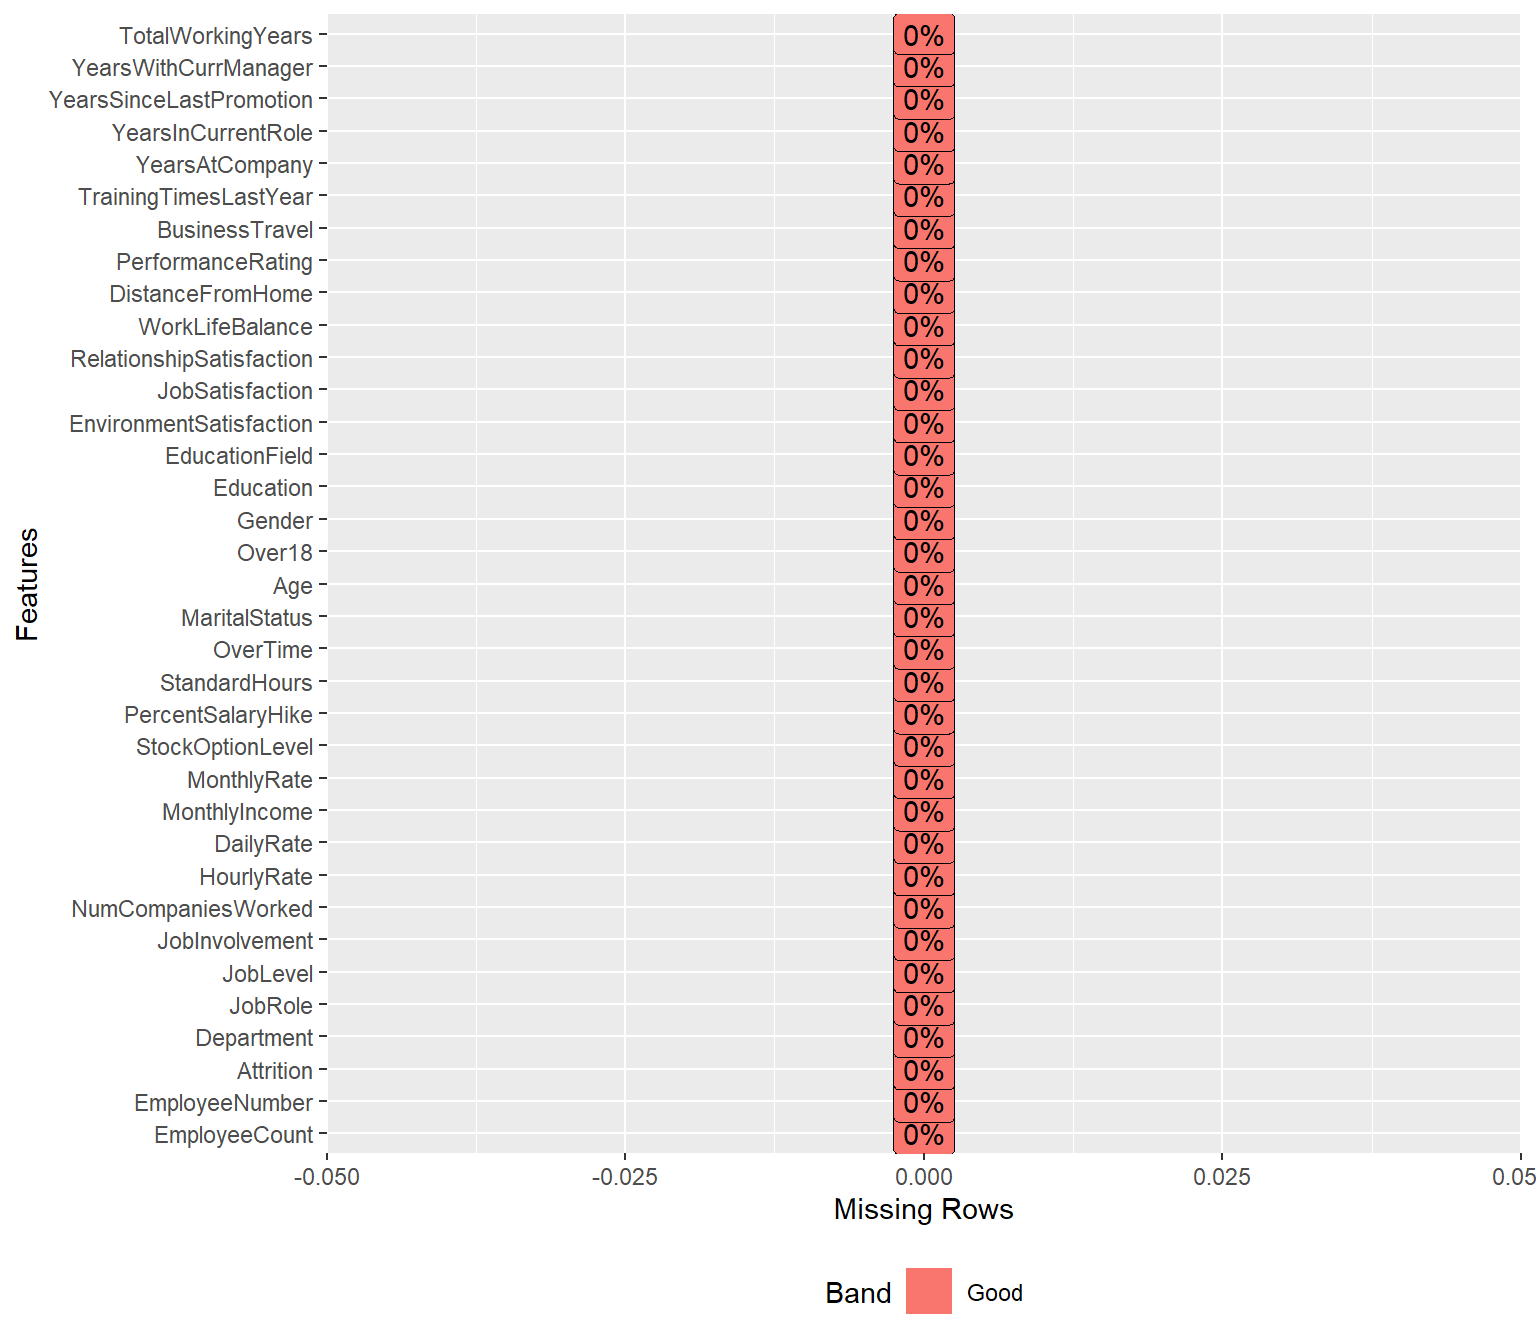 TotalWorkingYears 0%
YearsWithCurrManager 0%
YearsSinceLastPromotion 0%
YearsInCurrentRole 0%
YearsAtCompany 0%
TrainingTimesLastYear 0%
BusinessTravel 0%
PerformanceRating 0%
DistanceFromHome 0%
WorkLifeBalance 0%
RelationshipSatisfaction 0%
JobSatisfaction 0%
EnvironmentSatisfaction 0%
EducationField 0%
Education 0%
Gender 0%
Over18 0%
Age 0%
MaritalStatus 0%
OverTime 0%
StandardHours 0%
PercentSalaryHike 0%
StockOptionLevel 0%
MonthlyRate 0%
MonthlyIncome 0%
DailyRate 0%
HourlyRate 0%
NumCompaniesWorked 0%
JobInvolvement 0%
JobLevel 0%
JobRole 0%
Department 0%
Attrition 0%
EmployeeNumber 0%
EmployeeCount 0%
Features
-0.050 -0.025 0.000 0.025 0.05
Missing Rows
Band Good